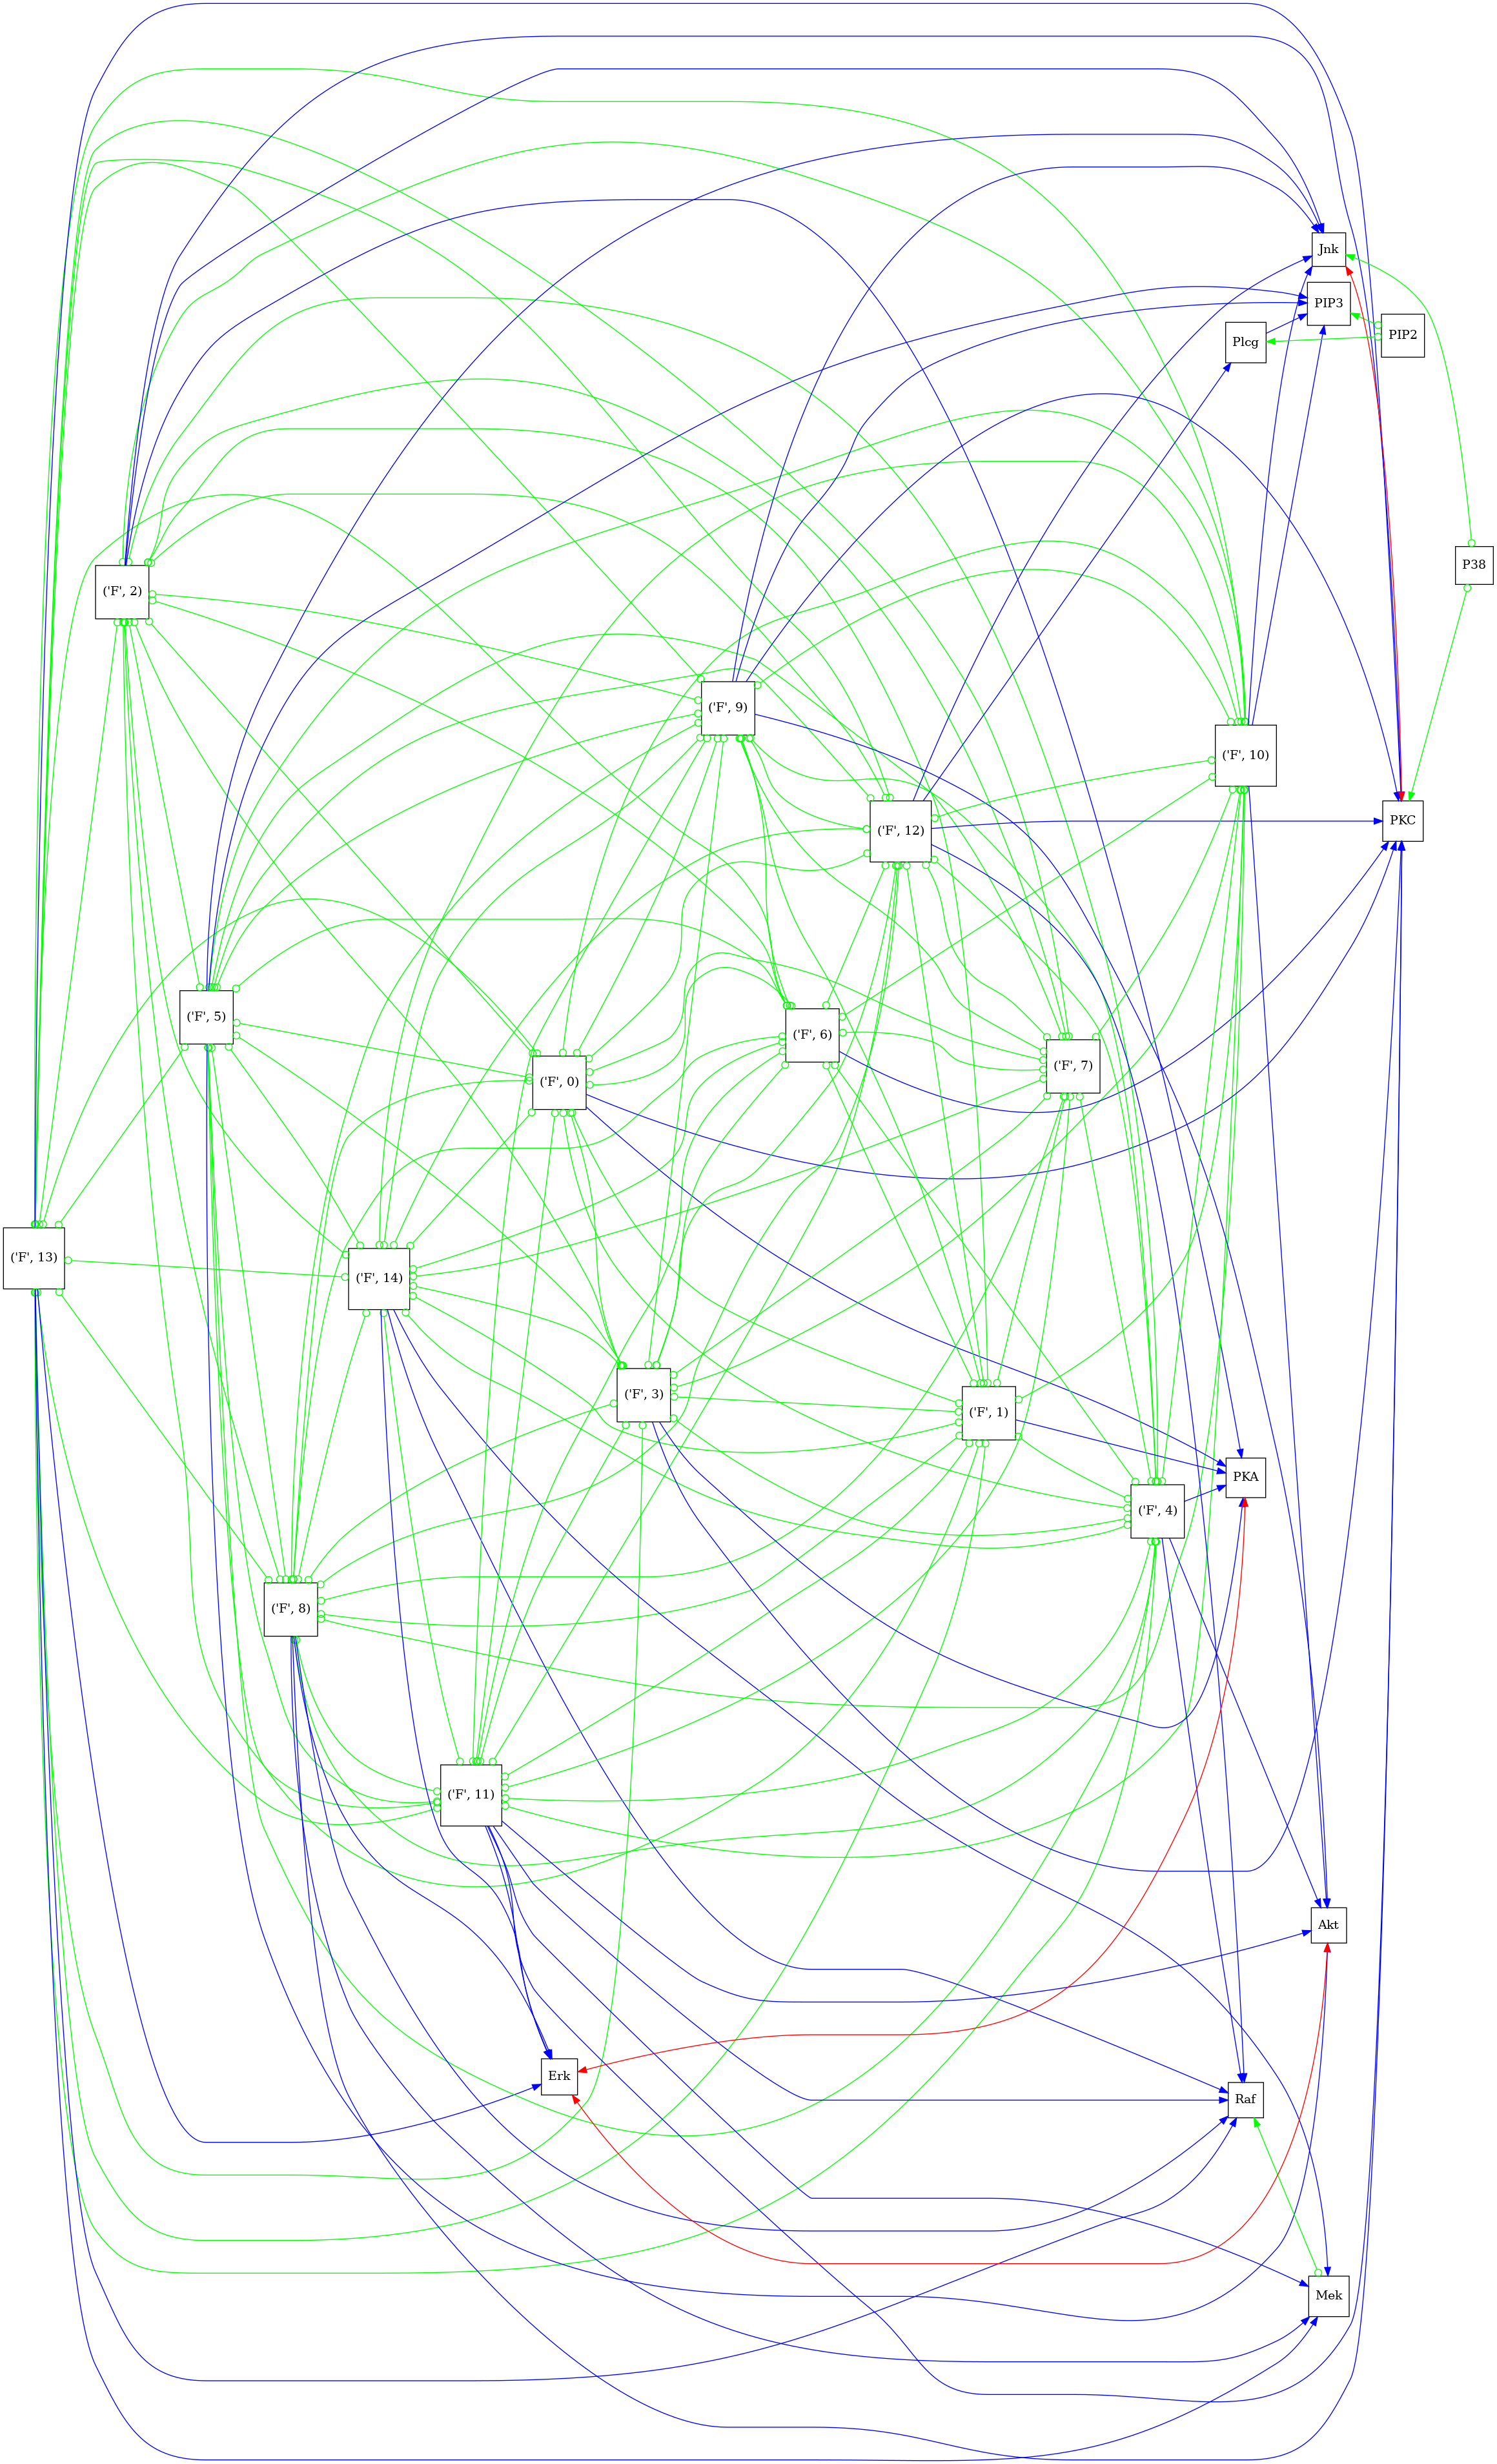 Jnk
PIP3
PIP2
Plcg
P38
('F', 2)
('F', 9)
('F', 10)
PKC
('F', 12)
('F', 5)
('F', 6)
('F', 7)
('F', 0)
('F', 13)
('F', 14)
('F', 3)
('F', 1)
PKA
('F', 4)
('F', 8)
('F', 11)
Akt
Erk
Raf
Mek